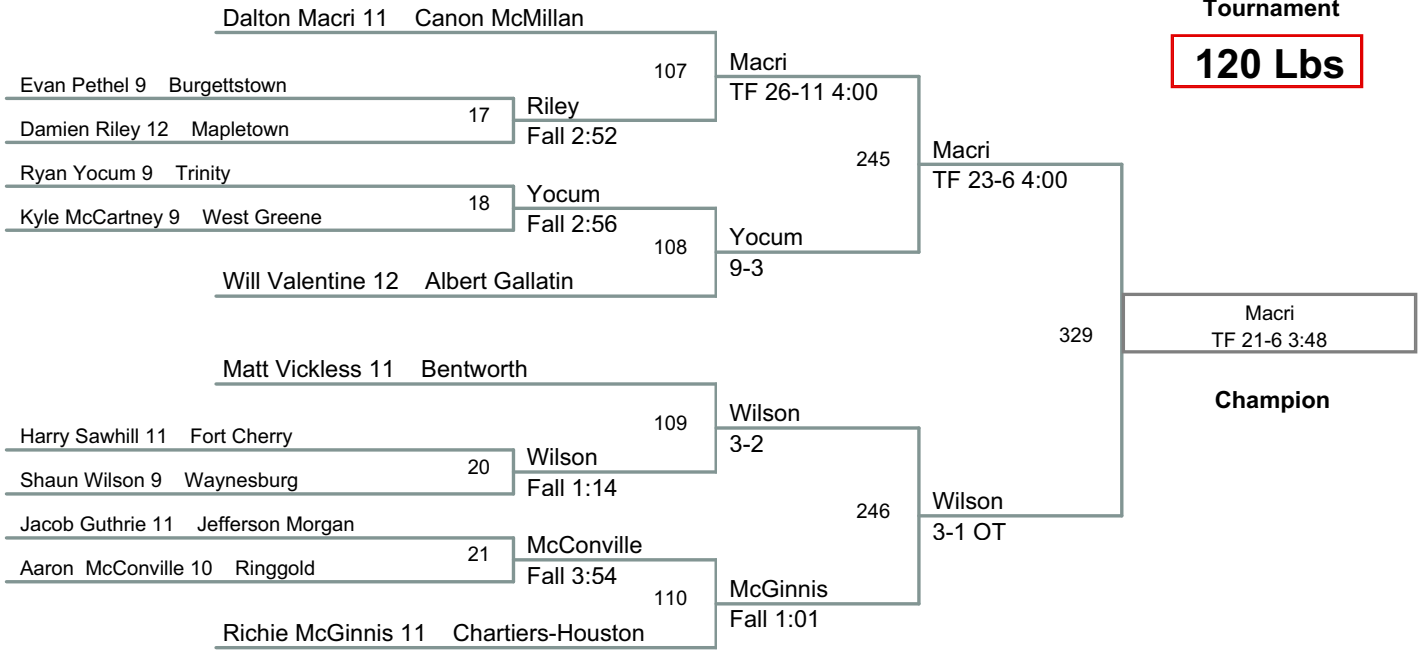 Tournament
120 Lbs
Dalton Macri 11 Canon McMillan
107
Macri
TF 26-11 4:00
Evan Pethel 9 Burgettstown
17
Riley
Fall 2:52
Damien Riley 12 Mapletown
245
Macri
TF 23-6 4:00
Ryan Yocum 9 Trinity
18
Yocum
Fall 2:56
Kyle McCartney 9 West Greene
108
Yocum
9-3
Will Valentine 12 Albert Gallatin
329
Macri
TF 21-6 3:48
Champion
Matt Vickless 11 Bentworth
109
Wilson
3-2
Harry Sawhill 11 Fort Cherry
20
Wilson
Fall 1:14
Shaun Wilson 9 Waynesburg
246
Wilson
3-1 OT
Jacob Guthrie 11 Jefferson Morgan
21
McConville
Fall 3:54
Aaron McConville 10 Ringgold
110
McGinnis
Fall 1:01
Richie McGinnis 11 Chartiers-Houston